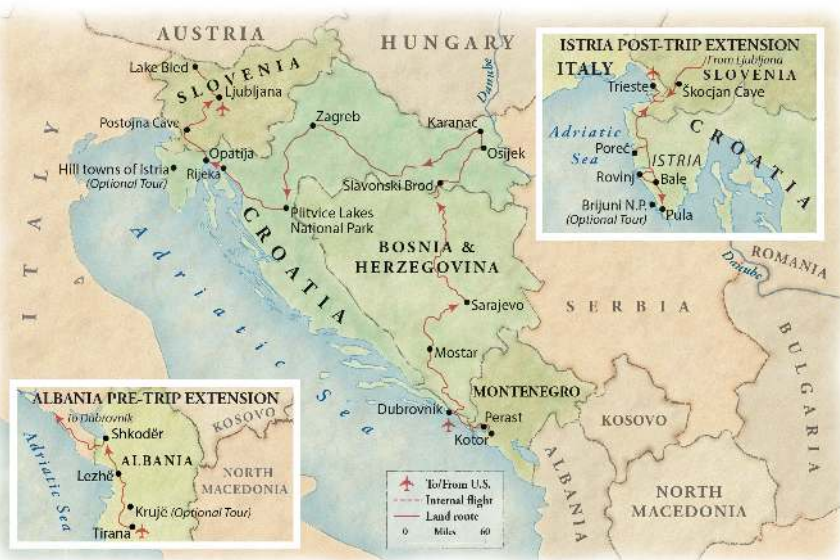 AUSTRIA
HUNGARY
Lake Bled
SLOVENIA
Ljubljana
Danube
Postojna Cave
Zagreb
Karanac
Opatija
Osijek
Hill towns of Istria
(Optional Tour)
Rijeka
Slavonski Brod
Plitvice Lakes
National Park
CROATIA
ITALY
Adriatic Sea
BOSNIA &
HERZEGOVINA
Sarajevo
Mostar
SERBIA
Danube
ROMANIA
BULGARIA
MONTENEGRO
Dubrovnik
Perast
Kotor
KOSOVO
ALBANIA
NORTH
MACEDONIA
ISTRIA POST-TRIP EXTENSION
From Ljubljana
ITALY
SLOVENIA
Trieste
Škocjan Cave
Adriatic
Sea
CROATIA
Poreč
ISTRIA
Rovinj
Bale
Brijuni N.P.
(Optional Tour)
Pula
ALBANIA PRE-TRIP EXTENSION
To Dubrovnik
KOSOVO
Shkodër
Adriatic Sea
ALBANIA
Lezhë
NORTH
MACEDONIA
Krujë (Optional Tour)
Tirana
To/From U.S.
Internal flight
Land route
0 Miles 60